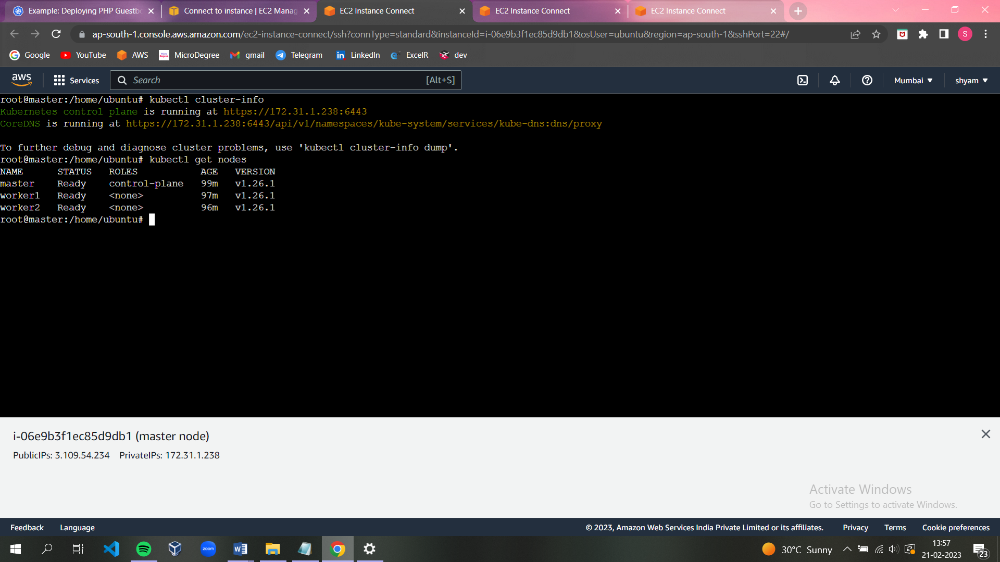 Example: Deploying PHP Guestbo
Connect to instance | EC2 Manag
EC2 Instance Connect
EC2 Instance Connect
EC2 Instance Connect
ap-south-1.console.aws.amazon.com/ec2-instance-connect/ssh?connType=standard&instanceId=i-06e9b3f1ec85d9db1&osUser=ubuntu&region=ap-south-1&sshPort=22#/
S
Google YouTube AWS MicroDegree gmail Telegram LinkedIn ExcelR dev
aws Services Search [Alt+S] Mumbai shyam
root@master:/home/ubuntu# kubectl cluster-info
Kubernetes control plane is running at https://172.31.1.238:6443
CoreDNS is running at https://172.31.1.238:6443/api/v1/namespaces/kube-system/services/kube-dns:dns/proxy
To further debug and diagnose cluster problems, use 'kubectl cluster-info dump'.
root@master:/home/ubuntu# kubectl get nodes
NAME STATUS ROLES AGE VERSION
master Ready control-plane 99m v1.26.1
worker1 Ready <none> 97m v1.26.1
worker2 Ready <none> 96m v1.26.1
root@master:/home/ubuntu#
i-06e9b3f1ec85d9db1 (master node)
PublicIPs: 3.109.54.234 PrivateIPs: 172.31.1.238
Activate Windows
Go to Settings to activate Windows.
Feedback Language © 2023, Amazon Web Services India Private Limited or its affiliates. Privacy Terms Cookie preferences
zoom
30°C Sunny
13:57
21-02-2023
23